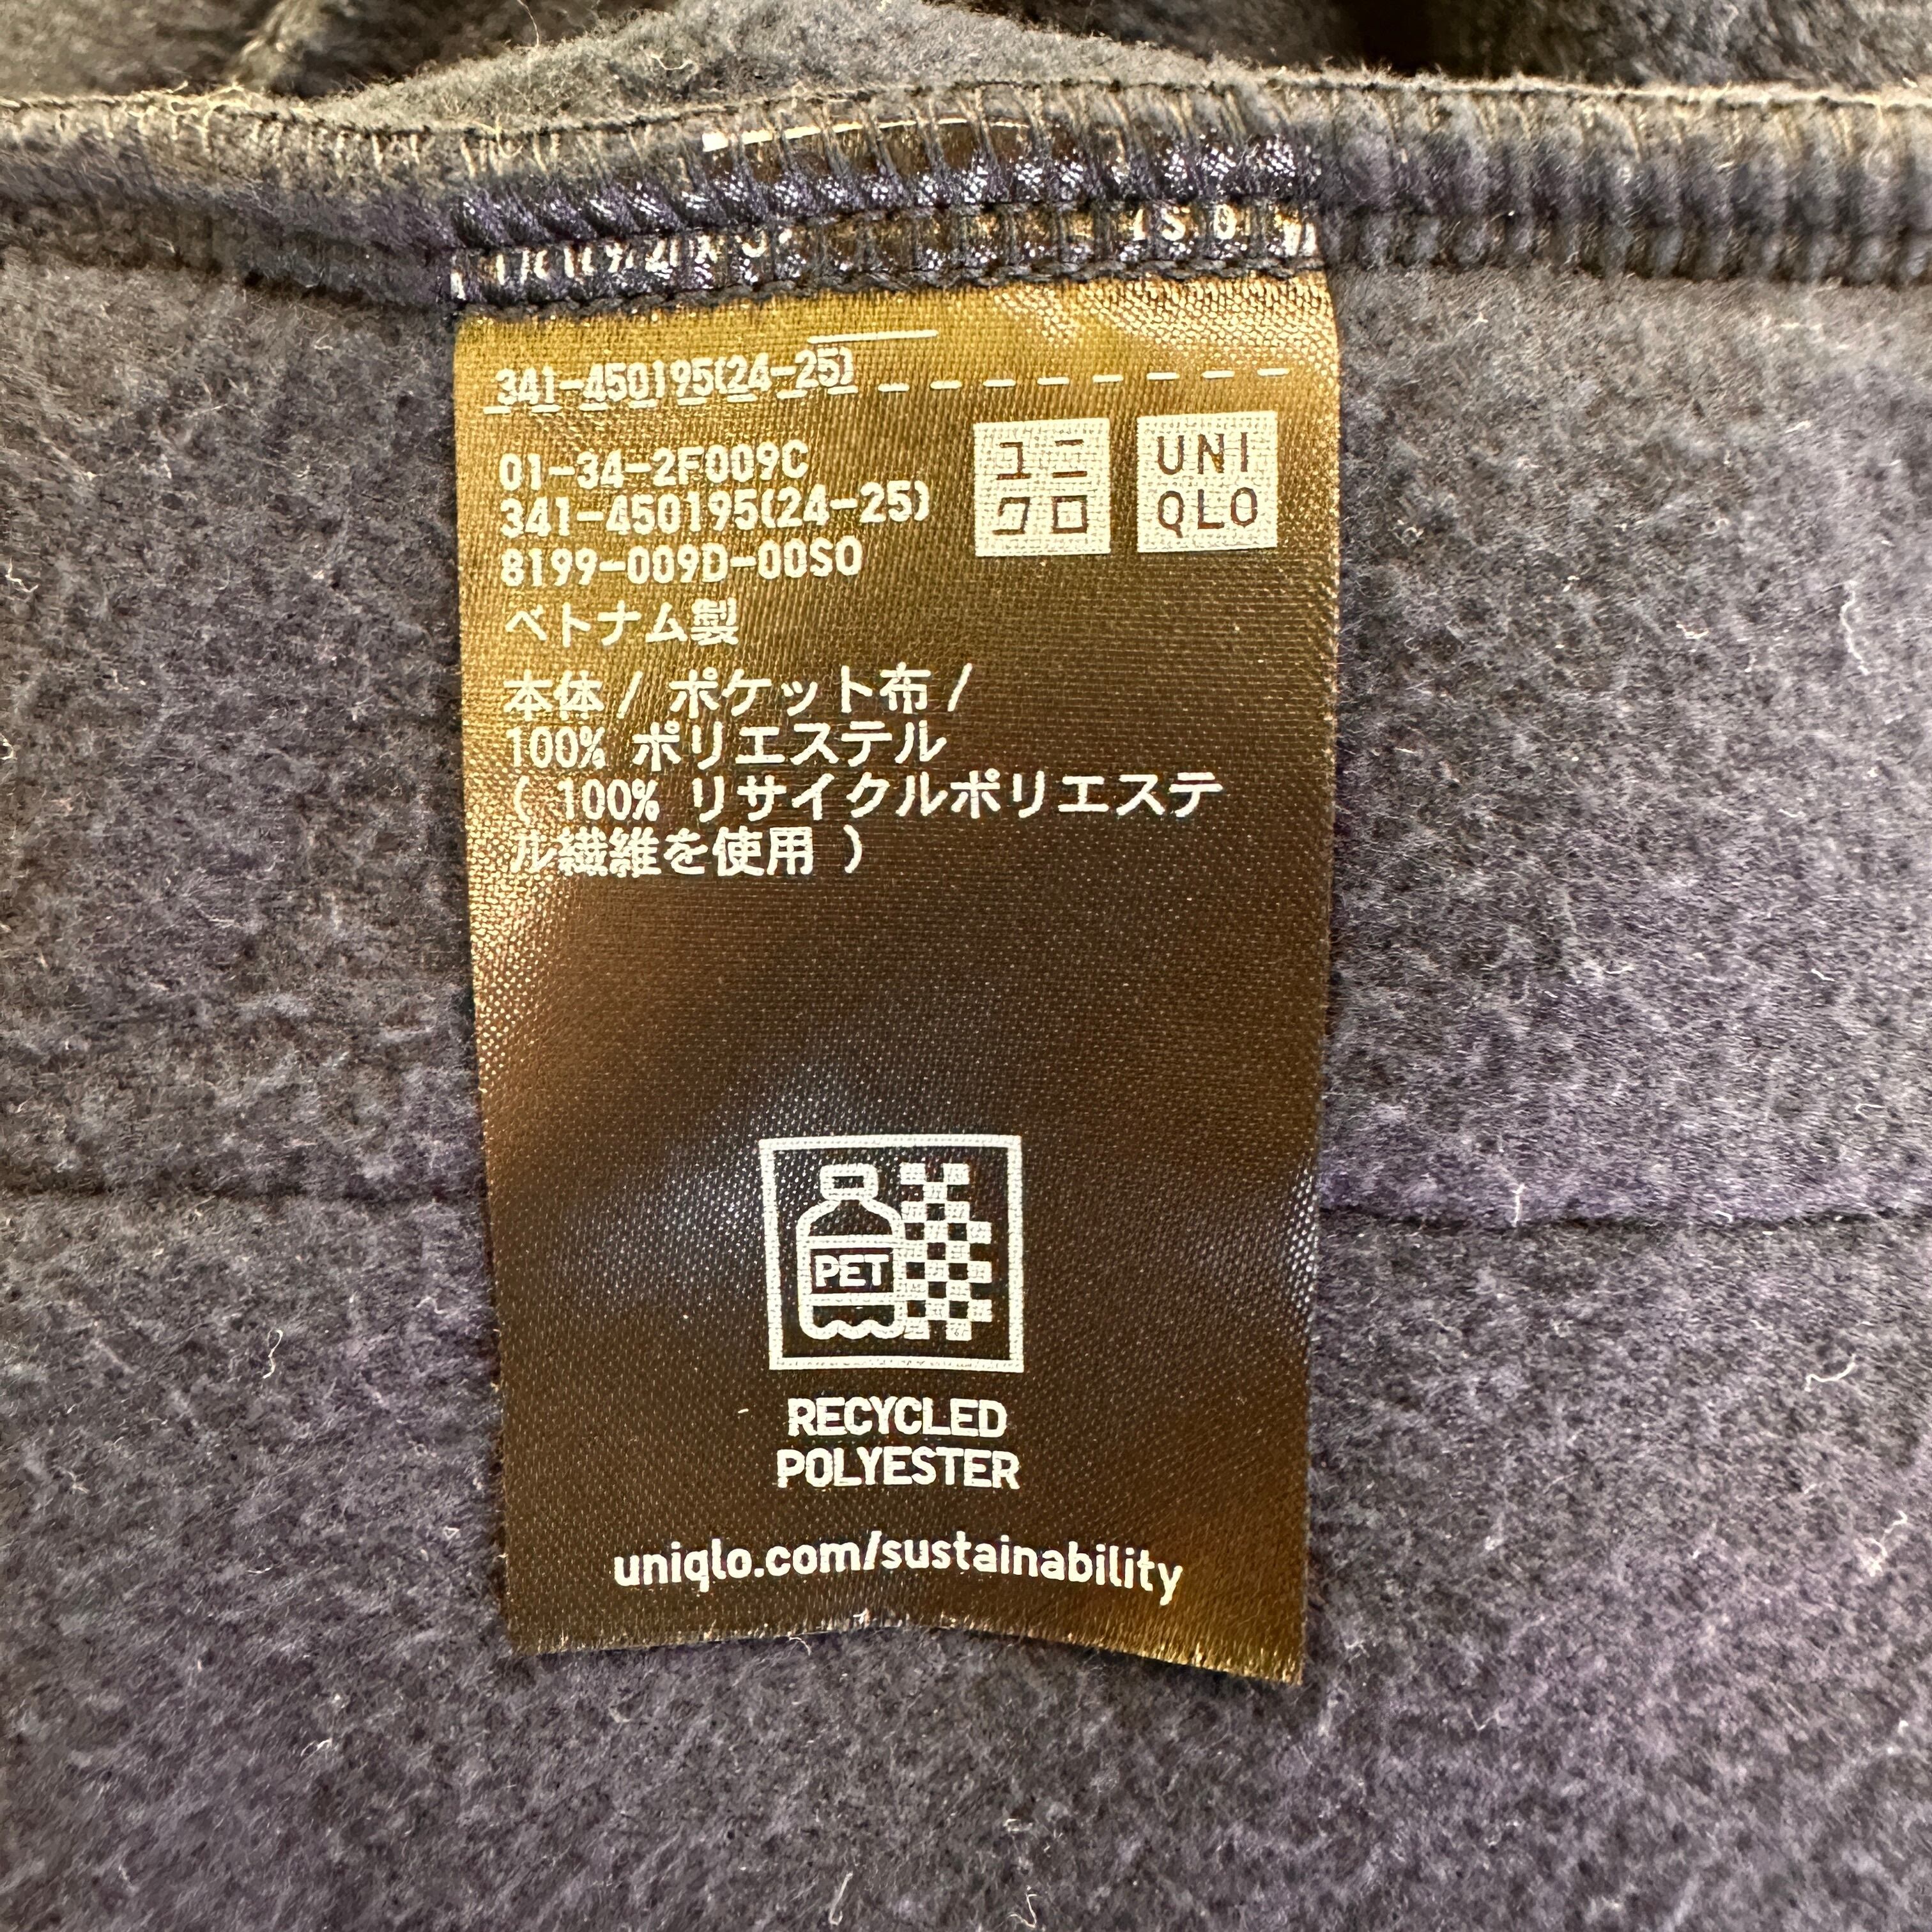 341-450195(24-25)
ユニ
クロ
UNI
QLO
01-34-2F009C
341-450195(24-25)
8199-009D-00SO
ベトナム製
本体/ ポケット布/
100% ポリエステル
( 100% リサイクルポリエステ
ル繊維を使用 )
PET
RECYCLED
POLYESTER
uniqlo.com/sustainability